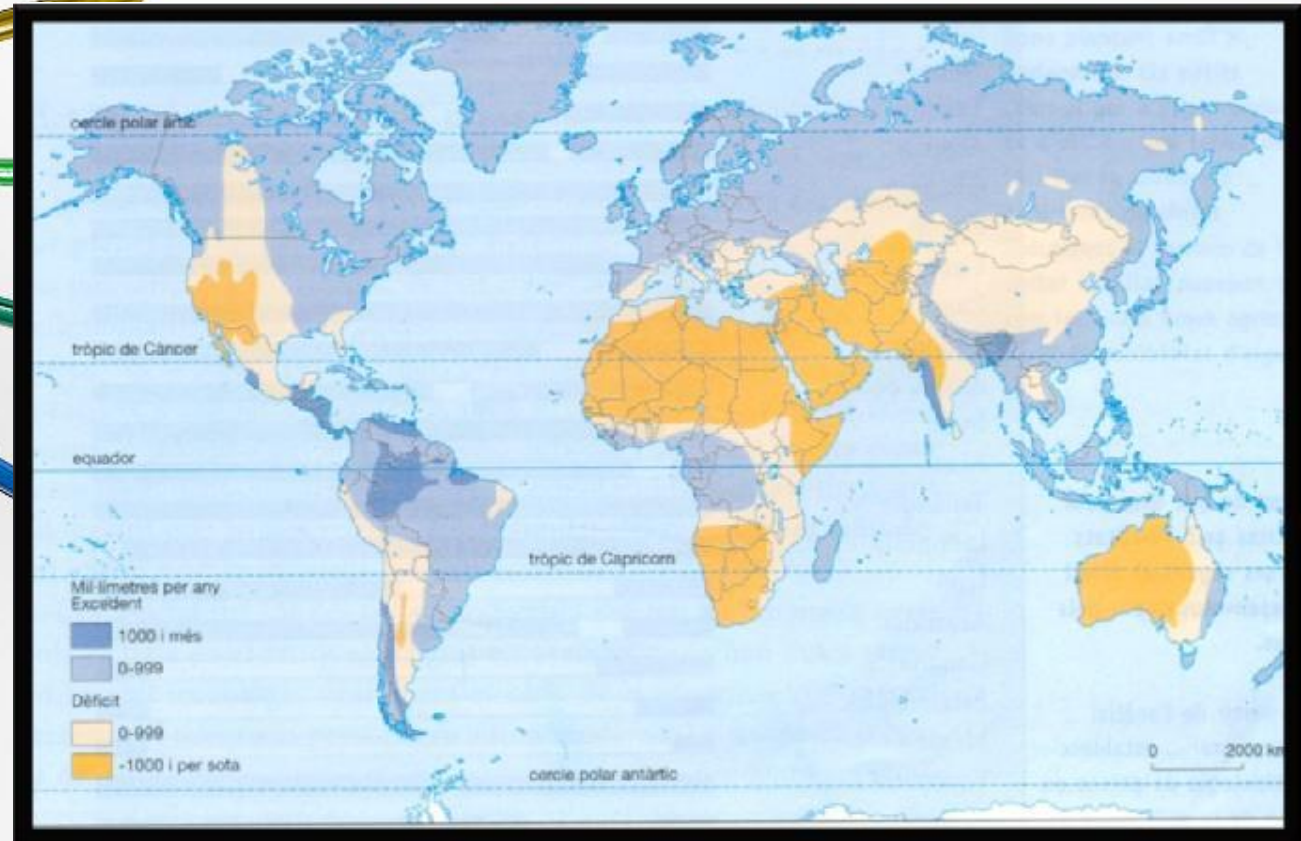 cercle polar àrtic
tròpic de Càncer
equador
tròpic de Capricorn
Mil·límetres per any
Excedent
1000 i més
0-999
Dèficit
0-999
-1000 i per sota
0 2000 km
cercle polar antàrtic